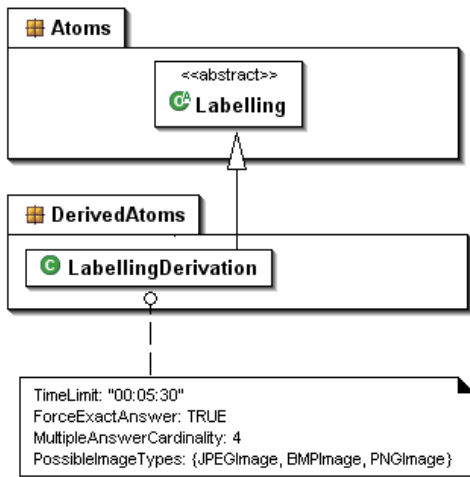 Atoms
<<abstract>>
Labelling
DerivedAtoms
LabellingDerivation
TimeLimit: "00:05:30"
ForceExactAnswer: TRUE
MultipleAnswerCardinality: 4
PossibleImageTypes: {JPEGImage, BMPImage, PNGImage}